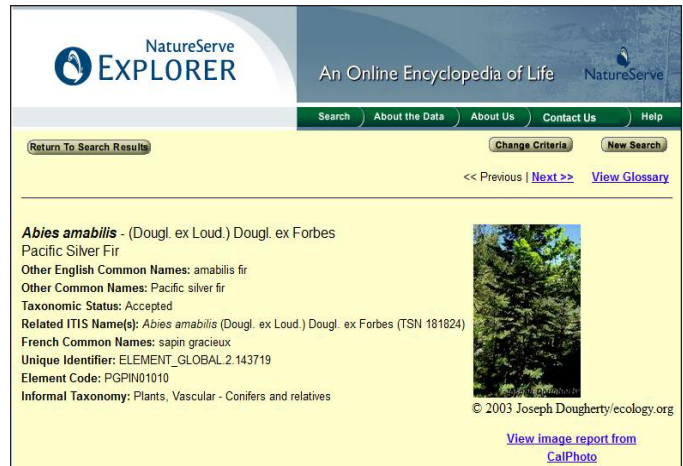 NatureServe
EXPLORER
An Online Encyclopedia of Life
NatureServe
Search
About the Data
About Us
Contact Us
Help
Return To Search Results
Change Criteria
New Search
<< Previous | Next >>
View Glossary
Abies amabilis - (Dougl. ex Loud.) Dougl. ex Forbes
Pacific Silver Fir
Other English Common Names: amabilis fir
Other Common Names: Pacific silver fir
Taxonomic Status: Accepted
Related ITIS Name(s): Abies amabilis (Dougl. ex Loud.) Dougl. ex Forbes (TSN 181824)
French Common Names: sapin gracieux
Unique Identifier: ELEMENT_GLOBAL.2.143719
Element Code: PGPIN01010
Informal Taxonomy: Plants, Vascular - Conifers and relatives
© 2003 Joseph Dougherty/ecology.org
View image report from
CalPhoto